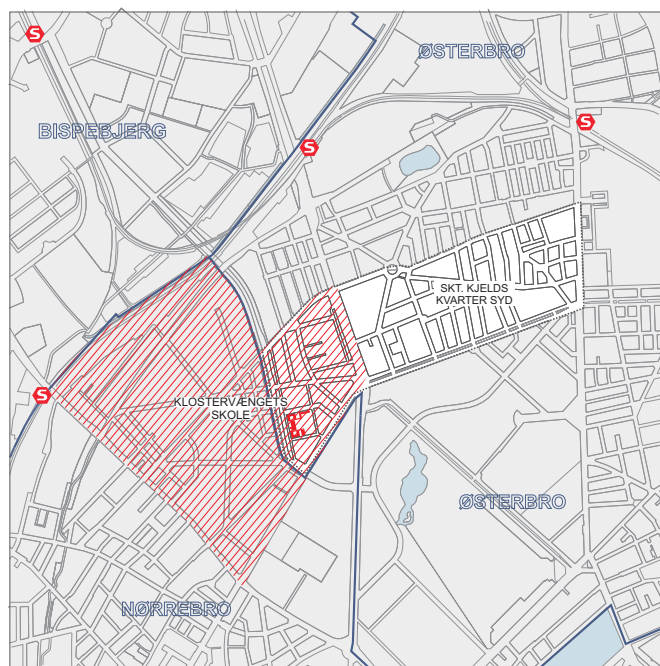 S
ØSTERBRO
S
BISPEBJERG
S
SKT. KJELDS
KVARTER SYD
S
KLOSTERVÆNGETS
SKOLE
ØSTERBRO
NØRREBRO